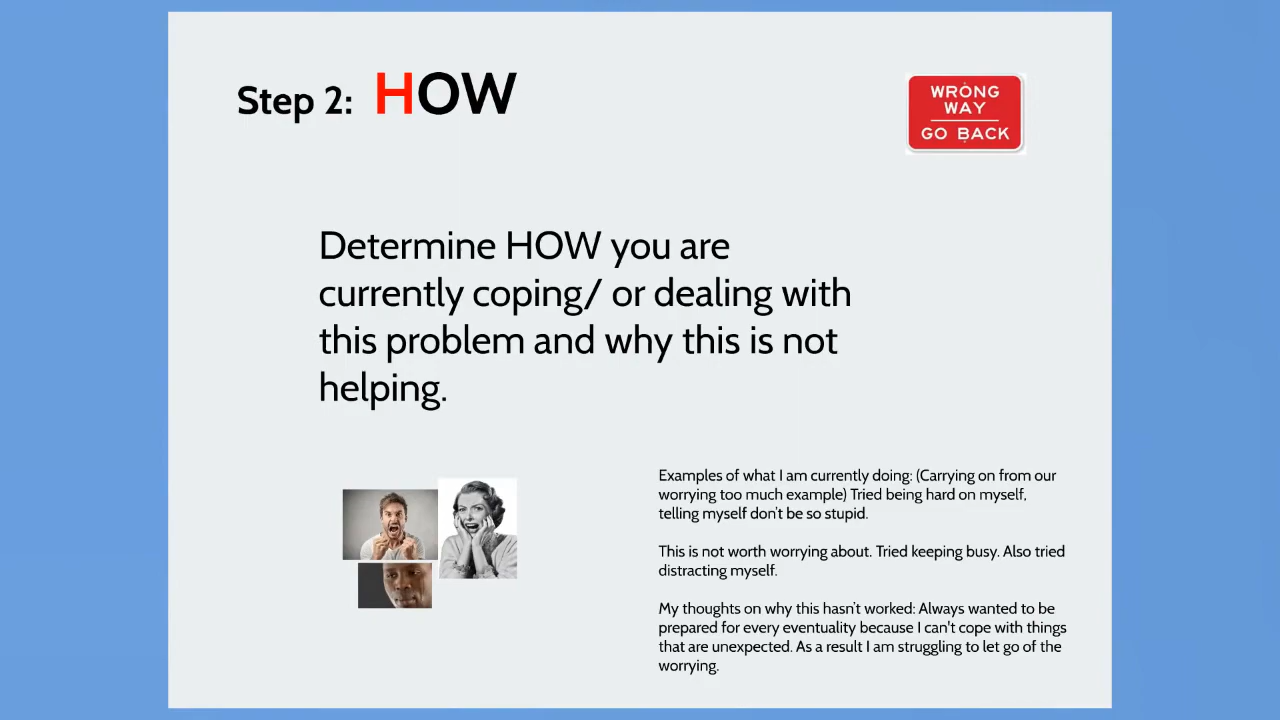 Step 2: HOW
WRONG
WAY
GO BACK
Determine HOW you are
currently coping/ or dealing with
this problem and why this is not
helping.
Examples of what I am currently doing: (Carrying on from our
worrying too much example) Tried being hard on myself,
telling myself don't be so stupid.
This is not worth worrying about. Tried keeping busy. Also tried
distracting myself.
My thoughts on why this hasn't worked: Always wanted to be
prepared for every eventuality because I can't cope with things
that are unexpected. As a result I am struggling to let go of the
worrying.